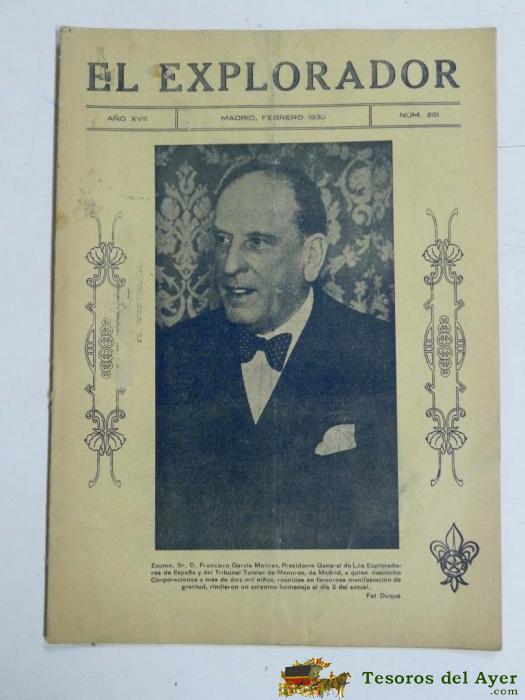 EL EXPLORADOR
AÑO XVII
MADRID, FEBRERO 1930
NÚM. 251
Excmo. Sr. D. Francisco García Molinas, Presidente General de Los Explorado-
res de España y del Tribunal Tutelar de Menores, de Madrid, a quien dieciocho
Corporaciones y más de diez mil niños, reunidos en fervorosa manifestación de
gratitud, rindieron un solemne homenaje el día 2 del actual.
Fot Duque
Tesoros del Ayer
.com